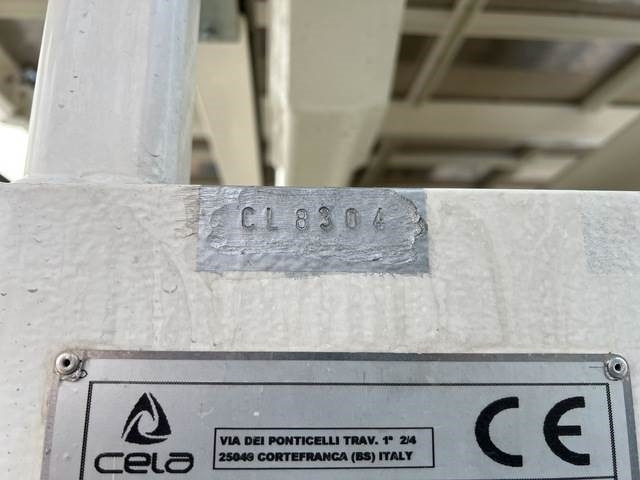 CL 8304
cela
VIA DEI PONTICELLI TRAV. 1° 2/4
25049 CORTEFRANCA (BS) ITALY
CE